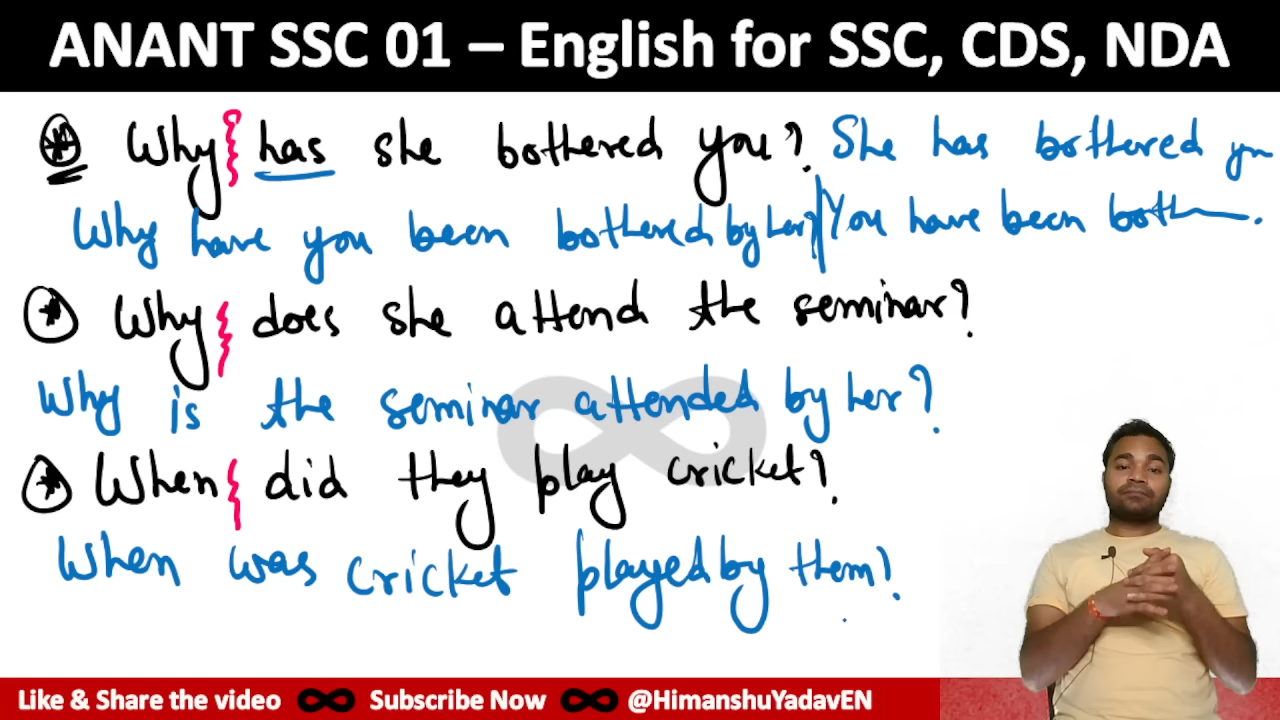 ANANT SSC 01 – English for SSC, CDS, NDA
Why has she bothered you? She has bothered you
Why have you been bothered by her? You have been both
Why does she attend the seminar?
Why is the seminar attended by her?
When did they play cricket?
When was cricket played by them?
Like & Share the video Subscribe Now @HimanshuYadavEN